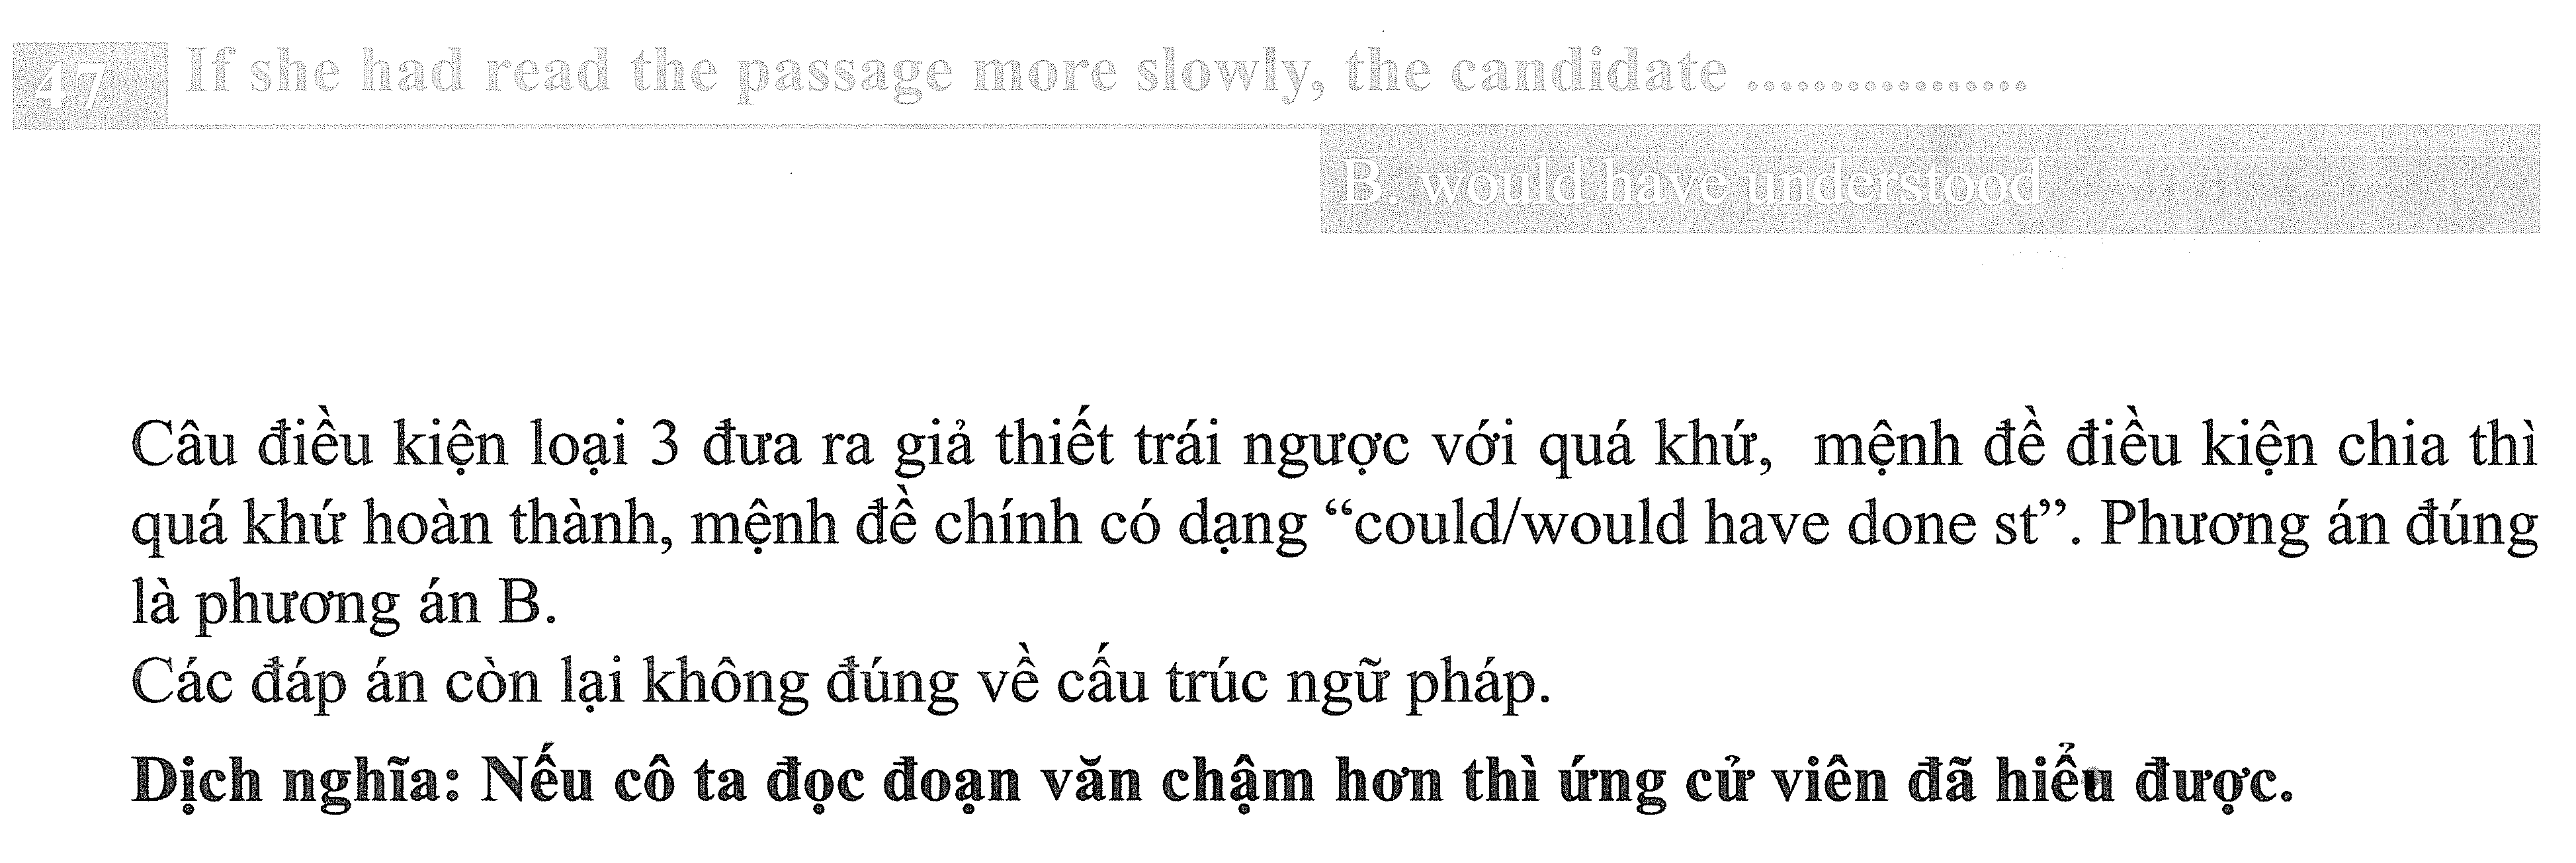 47 If she had read the passage more slowly, the candidate ................
B. would have understood
Câu điều kiện loại 3 đưa ra giả thiết trái ngược với quá khứ, mệnh đề điều kiện chia thì
quá khứ hoàn thành, mệnh đề chính có dạng “could/would have done st”. Phương án đúng
là phương án B.
Các đáp án còn lại không đúng về cấu trúc ngữ pháp.
Dịch nghĩa: Nếu cô ta đọc đoạn văn chậm hơn thì ứng cử viên đã hiểu được.